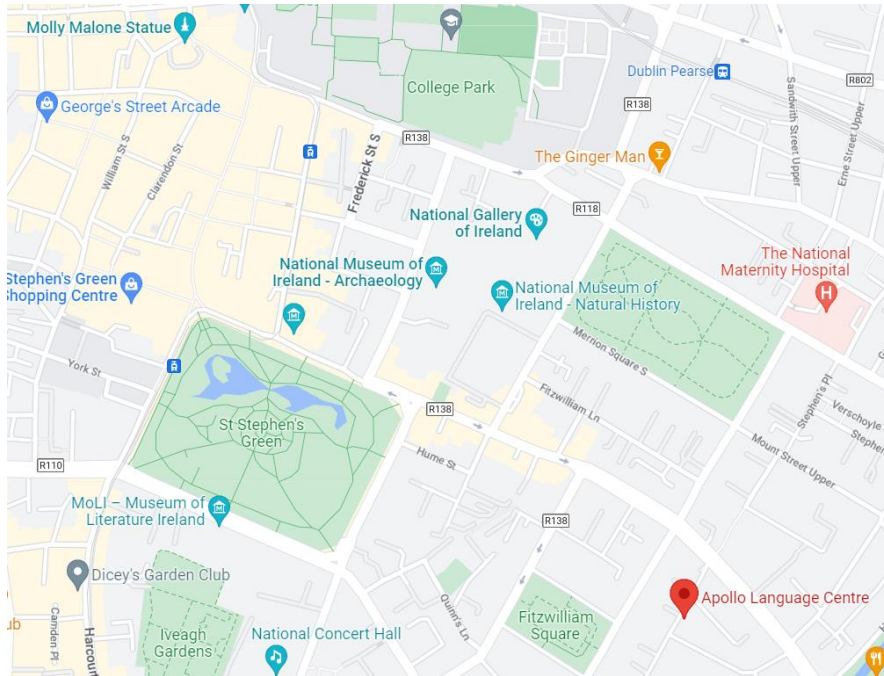 Molly Malone Statue
College Park
Dublin Pearse
R802
George's Street Arcade
R138
R138
Sandwith Street Upper
Erne Street Upper
William St S
Clarendon St
Frederick St S
The Ginger Man
National Gallery
of Ireland
R118
The National
Maternity Hospital
National Museum of
Ireland - Archaeology
National Museum of
Ireland - Natural History
Stephen's Green
Shopping Centre
H
York St
Merrion Square S
Fitzwilliam Ln
Stephen's Pl
Verschoyle
Stephen
St Stephen's
Green
R138
Hume St
Mount Street Upper
R110
MoLI – Museum of
Literature Ireland
R138
Dicey's Garden Club
Quinn's Ln
Apollo Language Centre
ub
Camden Pl
Harcourt
Iveagh
Gardens
National Concert Hall
Fitzwilliam
Square